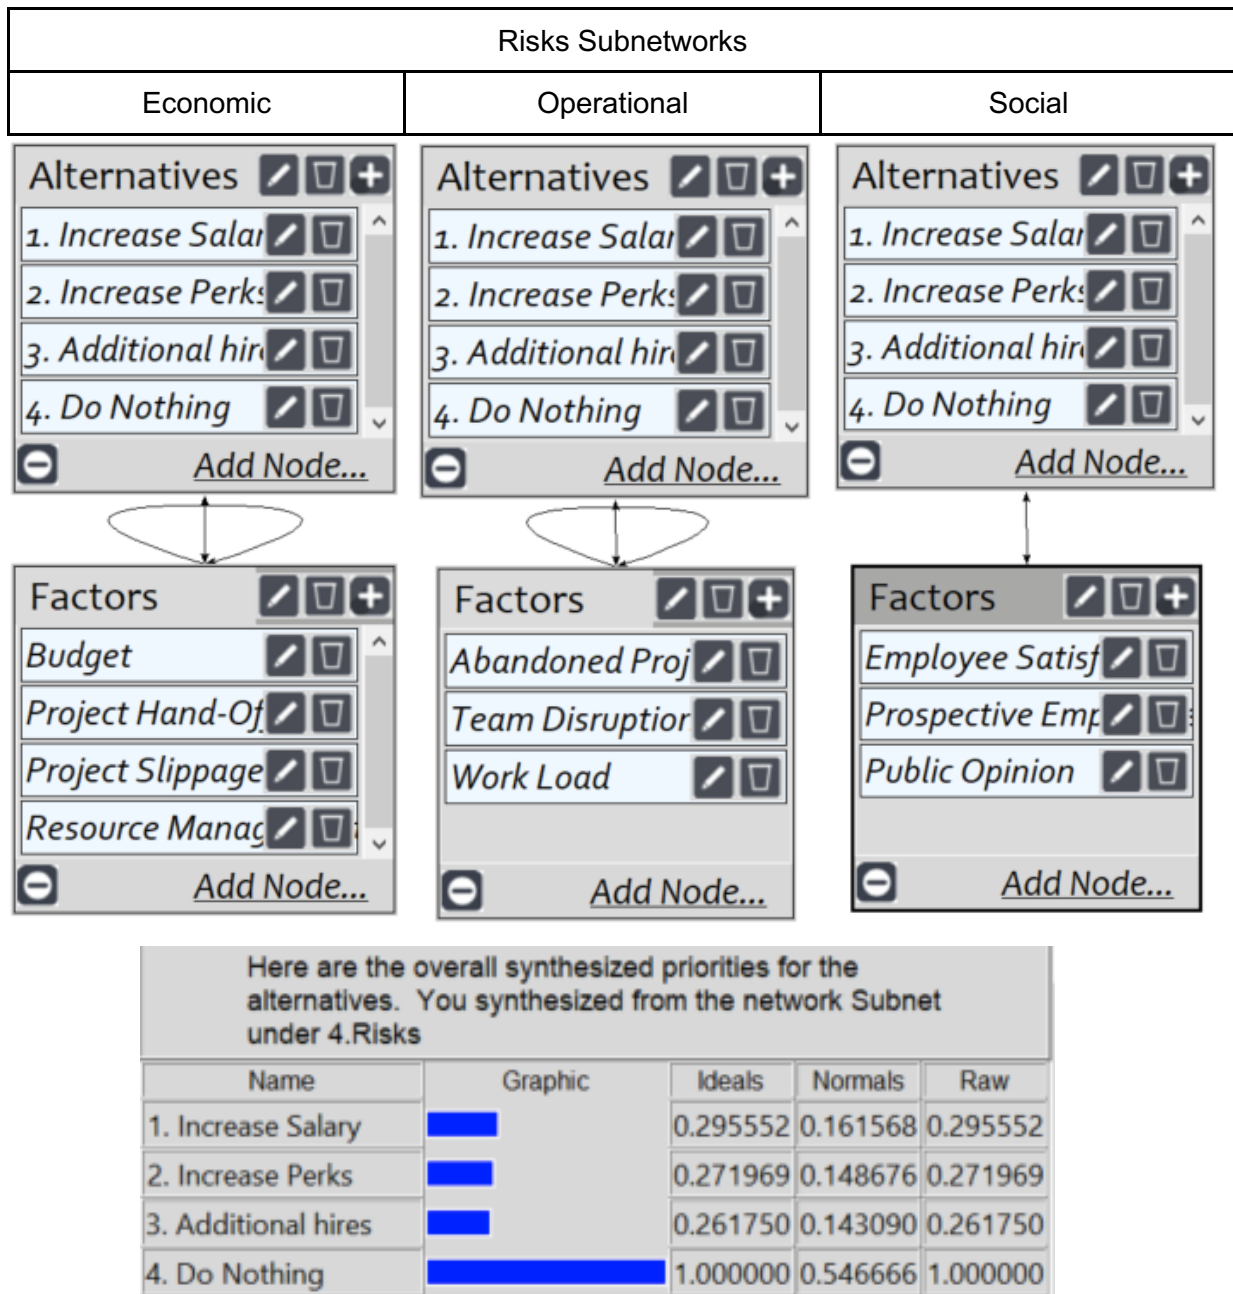 Risks Subnetworks
Economic Operational Social
Alternatives Alternatives Alternatives
1. Increase Salar 1. Increase Salar 1. Increase Salar
2. Increase Perks 2. Increase Perks 2. Increase Perks
3. Additional hir 3. Additional hir 3. Additional hir
4. Do Nothing 4. Do Nothing 4. Do Nothing
Add Node... Add Node... Add Node...
Factors Factors Factors
Budget Abandoned Proj Employee Satisf
Project Hand-Of Team Disruption Prospective Emp
Project Slippage Work Load Public Opinion
Resource Manag
Add Node... Add Node... Add Node...
Here are the overall synthesized priorities for the
alternatives. You synthesized from the network Subnet
under 4.Risks
Name Graphic Ideals Normals Raw
1. Increase Salary 0.295552 0.161568 0.295552
2. Increase Perks 0.271969 0.148676 0.271969
3. Additional hires 0.261750 0.143090 0.261750
4. Do Nothing 1.000000 0.546666 1.000000